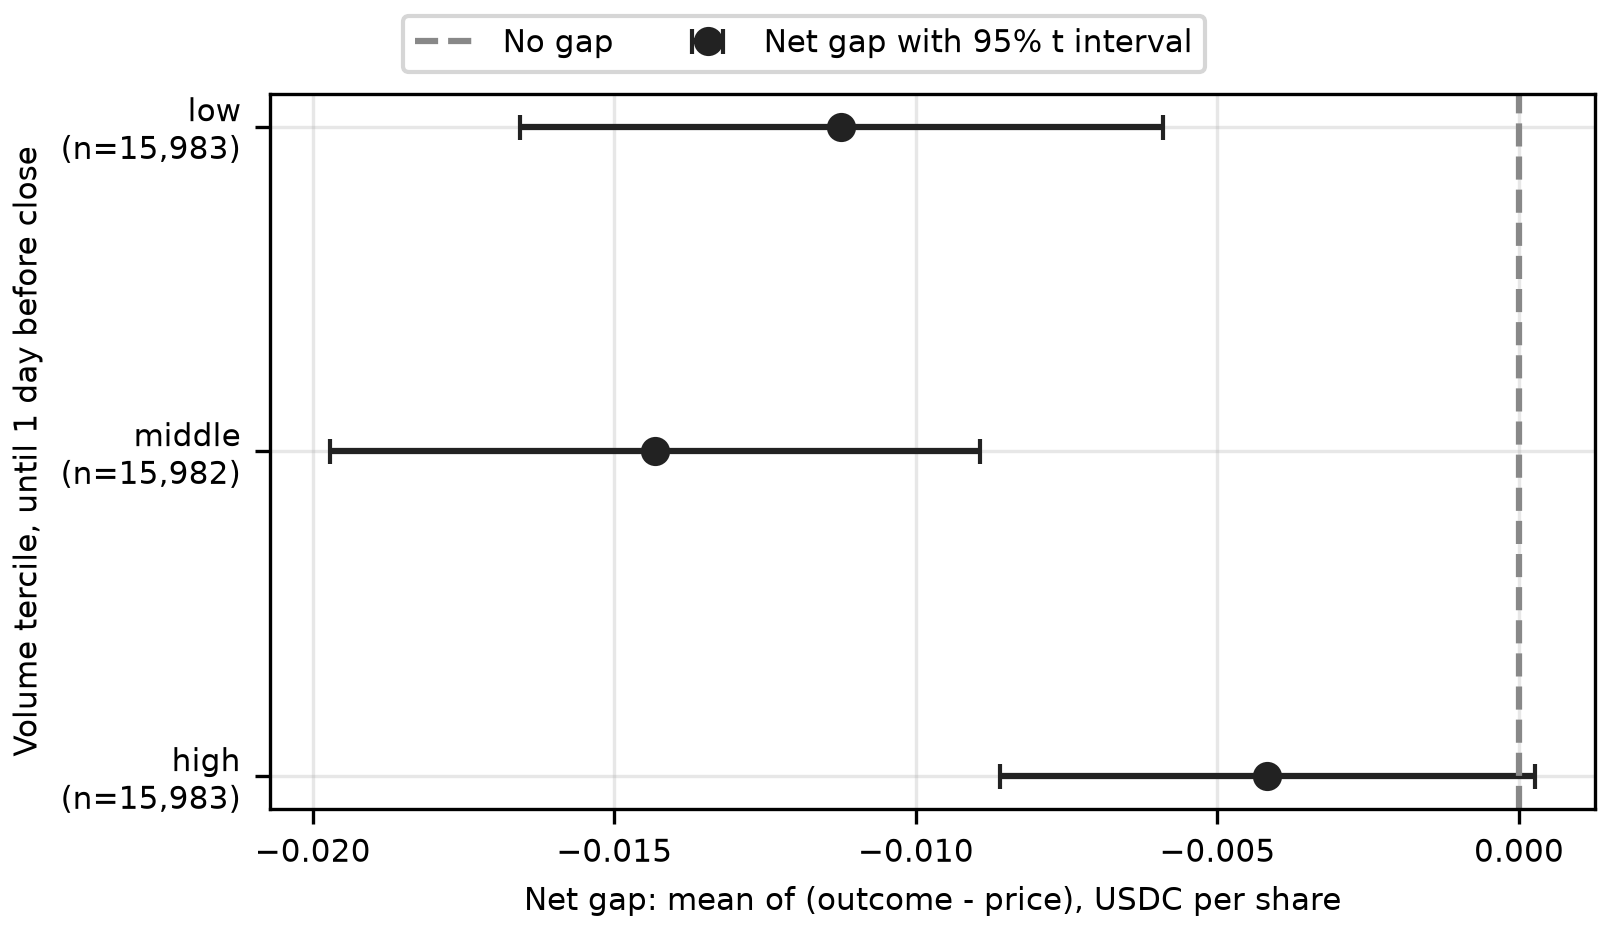 No gap
Net gap with 95% t interval
Volume tercile, until 1 day before close
low
(n=15,983)
middle
(n=15,982)
high
(n=15,983)
−0.020
−0.015
−0.010
−0.005
0.000
Net gap: mean of (outcome - price), USDC per share